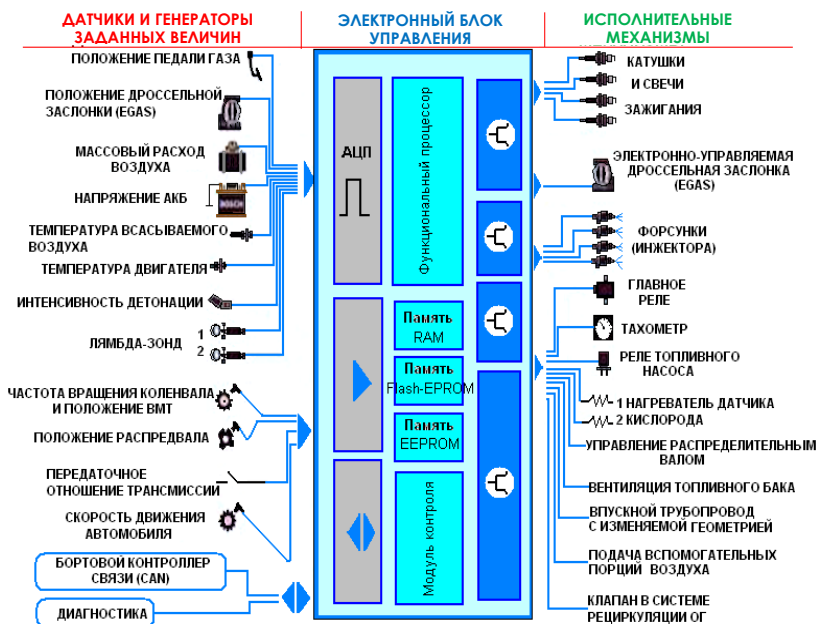 ДАТЧИКИ И ГЕНЕРАТОРЫ
ЗАДАННЫХ ВЕЛИЧИН
ПОЛОЖЕНИЕ ПЕДАЛИ ГАЗА
ПОЛОЖЕНИЕ ДРОССЕЛЬНОЙ
ЗАСЛОНКИ (EGAS)
МАССОВЫЙ РАСХОД
ВОЗДУХА
НАПРЯЖЕНИЕ АКБ
ТЕМПЕРАТУРА ВСАСЫВАЕМОГО
ВОЗДУХА
ТЕМПЕРАТУРА ДВИГАТЕЛЯ
ИНТЕНСИВНОСТЬ ДЕТОНАЦИИ
ЛЯМБДА-ЗОНД
1
2
ЧАСТОТА ВРАЩЕНИЯ КОЛЕНВАЛА
И ПОЛОЖЕНИЕ ВМТ
ПОЛОЖЕНИЕ РАСПРЕДВАЛА
ПЕРЕДАТОЧНОЕ
ОТНОШЕНИЕ ТРАНСМИССИИ
СКОРОСТЬ ДВИЖЕНИЯ
АВТОМОБИЛЯ
БОРТОВОЙ КОНТРОЛЛЕР
СВЯЗИ (CAN)
ДИАГНОСТИКА
ЭЛЕКТРОННЫЙ БЛОК
УПРАВЛЕНИЯ
АЦП
Функциональный процессор
Память
RAM
Память
Flash-EPROM
Память
EEPROM
Модуль контроля
ИСПОЛНИТЕЛЬНЫЕ
МЕХАНИЗМЫ
КАТУШКИ
И СВЕЧИ
ЗАЖИГАНИЯ
ЭЛЕКТРОННО-УПРАВЛЯЕМАЯ
ДРОССЕЛЬНАЯ ЗАСЛОНКА
(EGAS)
ФОРСУНКИ
(ИНЖЕКТОРА)
ГЛАВНОЕ
РЕЛЕ
ТАХОМЕТР
РЕЛЕ ТОПЛИВНОГО
НАСОСА
1 НАГРЕВАТЕЛЬ ДАТЧИКА
2 КИСЛОРОДА
УПРАВЛЕНИЕ РАСПРЕДЕЛИТЕЛЬНЫМ
ВАЛОМ
ВЕНТИЛЯЦИЯ ТОПЛИВНОГО БАКА
ВПУСКНОЙ ТРУБОПРОВОД
С ИЗМЕНЯЕМОЙ ГЕОМЕТРИЕЙ
ПОДАЧА ВСПОМОГАТЕЛЬНЫХ
ПОРЦИЙ ВОЗДУХА
КЛАПАН В СИСТЕМЕ
РЕЦИРКУЛЯЦИИ ОГ